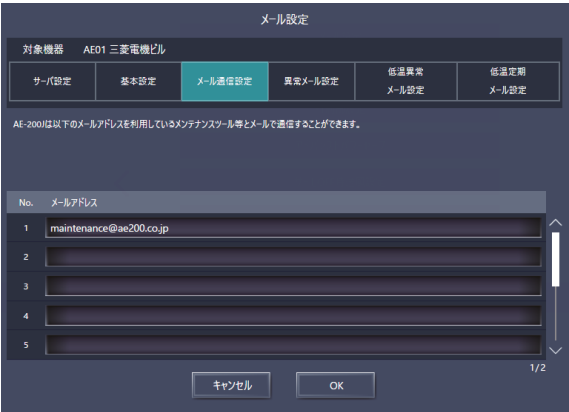 メール設定
対象機器 AE01 三菱電機ビル
サーバ設定 基本設定 メール通信設定 異常メール設定 低温異常 低温定期
メール設定 メール設定
AE-200Jは以下のメールアドレスを利用しているメンテナンスツール等とメールで通信することができます。
No. メールアドレス
1 maintenance@ae200.co.jp
2
3
4
5
1/2
キャンセル OK